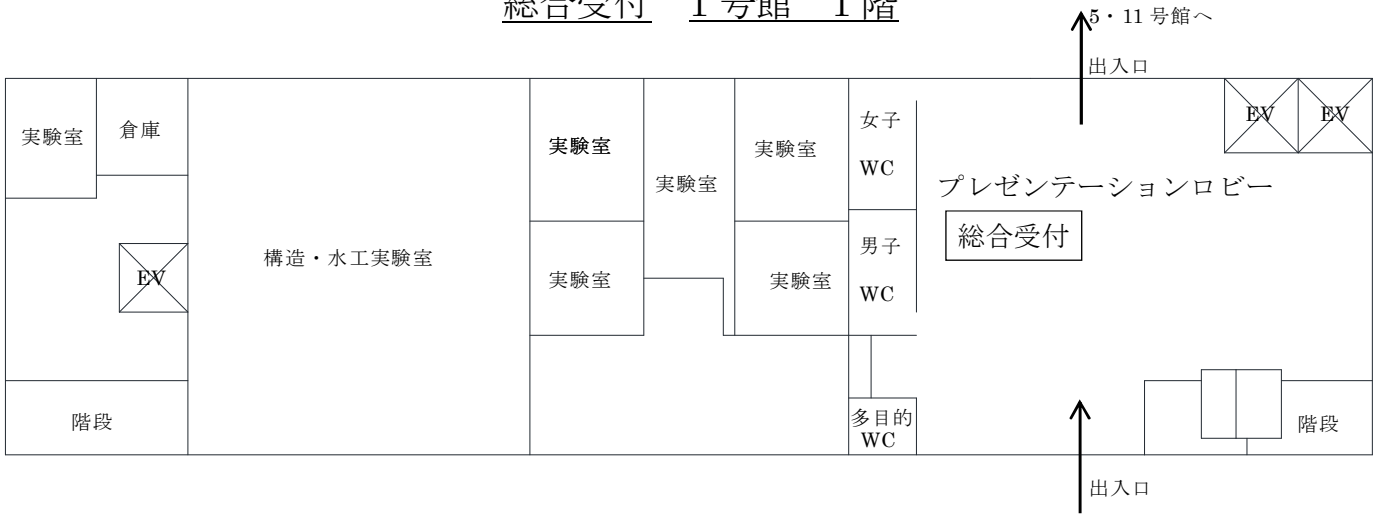 総合受付　１号館　１階
5・11 号館へ
出入口
実験室
倉庫
実験室
実験室
実験室
女子
WC
EV
EV
プレゼンテーションロビー
総合受付
EV
構造・水工実験室
実験室
実験室
男子
WC
階段
多目的
WC
階段
出入口